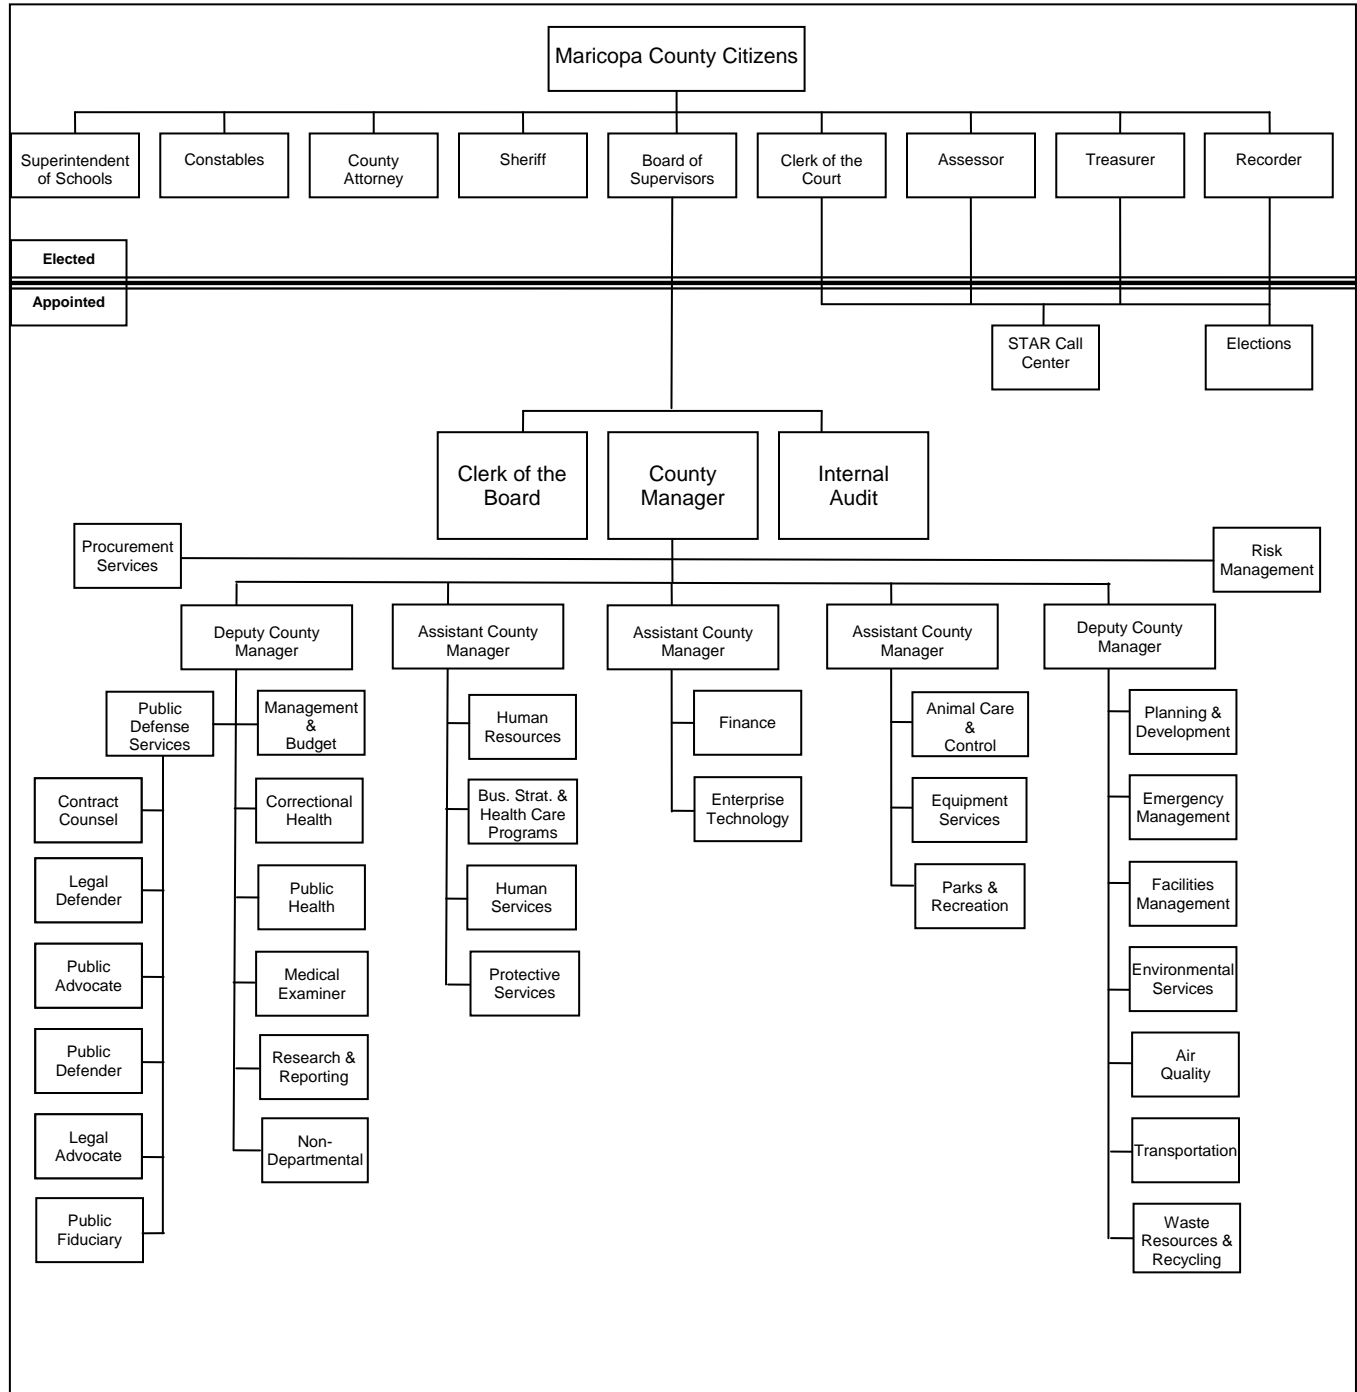 Maricopa County Citizens
Superintendent
of Schools
Constables
County
Attorney
Sheriff
Board of
Supervisors
Clerk of the
Court
Assessor
Treasurer
Recorder
Elected
Appointed
STAR Call
Center
Elections
Clerk of the
Board
County
Manager
Internal
Audit
Procurement
Services
Risk
Management
Deputy County
Manager
Assistant County
Manager
Assistant County
Manager
Assistant County
Manager
Deputy County
Manager
Public
Defense
Services
Contract
Counsel
Legal
Defender
Public
Advocate
Public
Defender
Legal
Advocate
Public
Fiduciary
Management
&
Budget
Correctional
Health
Public
Health
Medical
Examiner
Research &
Reporting
Non-
Departmental
Human
Resources
Bus. Strat. &
Health Care
Programs
Human
Services
Protective
Services
Finance
Enterprise
Technology
Animal Care
&
Control
Equipment
Services
Parks &
Recreation
Planning &
Development
Emergency
Management
Facilities
Management
Environmental
Services
Air
Quality
Transportation
Waste
Resources &
Recycling